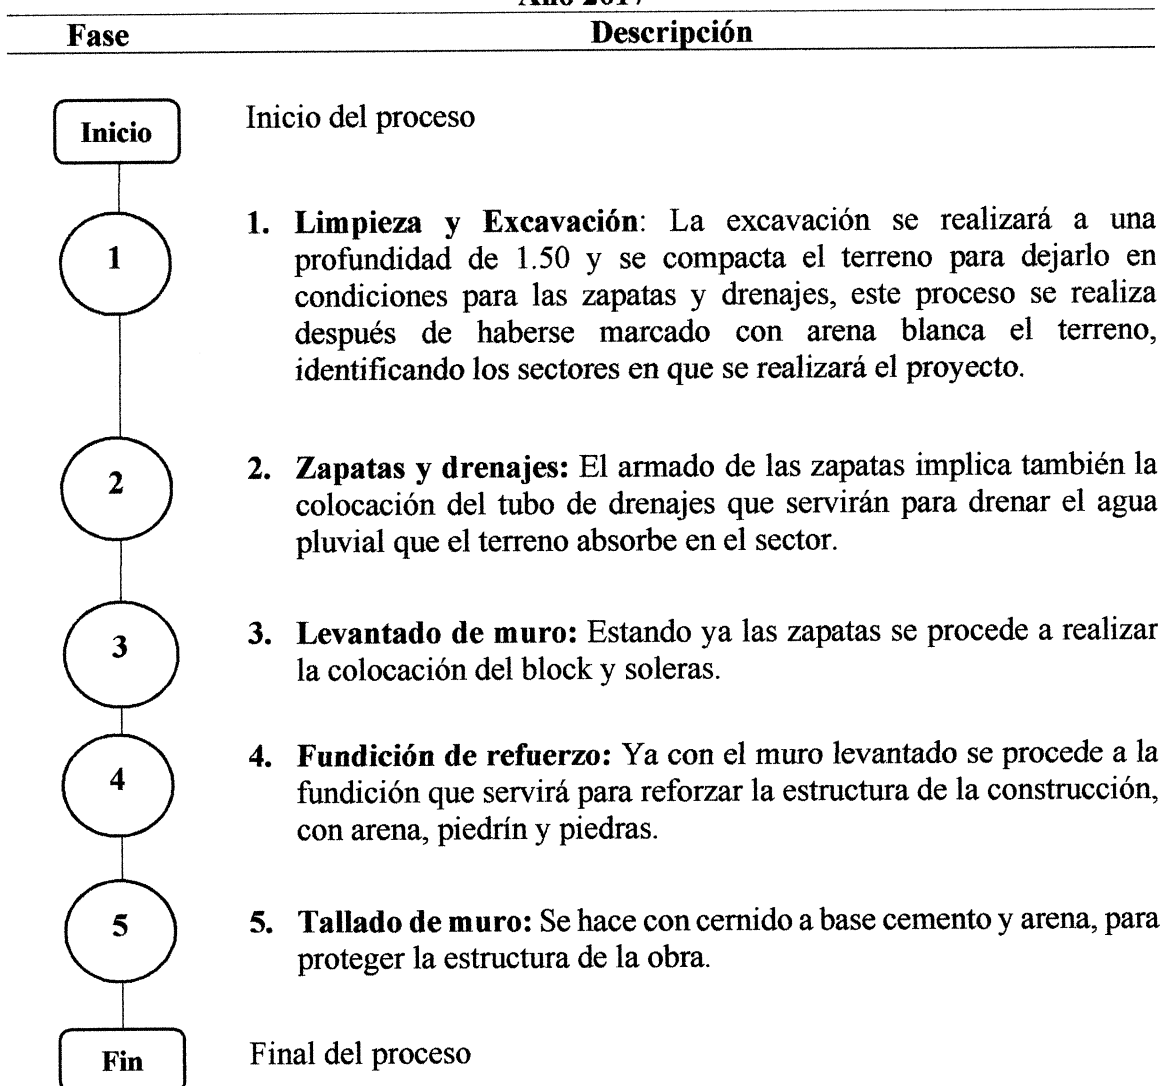 Año 2017
Fase Descripción
Inicio Inicio del proceso
1
1. Limpieza y Excavación: La excavación se realizará a una
profundidad de 1.50 y se compacta el terreno para dejarlo en
condiciones para las zapatas y drenajes, este proceso se realiza
después de haberse marcado con arena blanca el terreno,
identificando los sectores en que se realizará el proyecto.
2
2. Zapatas y drenajes: El armado de las zapatas implica también la
colocación del tubo de drenajes que servirán para drenar el agua
pluvial que el terreno absorbe en el sector.
3
3. Levantado de muro: Estando ya las zapatas se procede a realizar
la colocación del block y soleras.
4
4. Fundición de refuerzo: Ya con el muro levantado se procede a la
fundición que servirá para reforzar la estructura de la construcción,
con arena, piedrín y piedras.
5
5. Tallado de muro: Se hace con cernido a base cemento y arena, para
proteger la estructura de la obra.
Fin Final del proceso